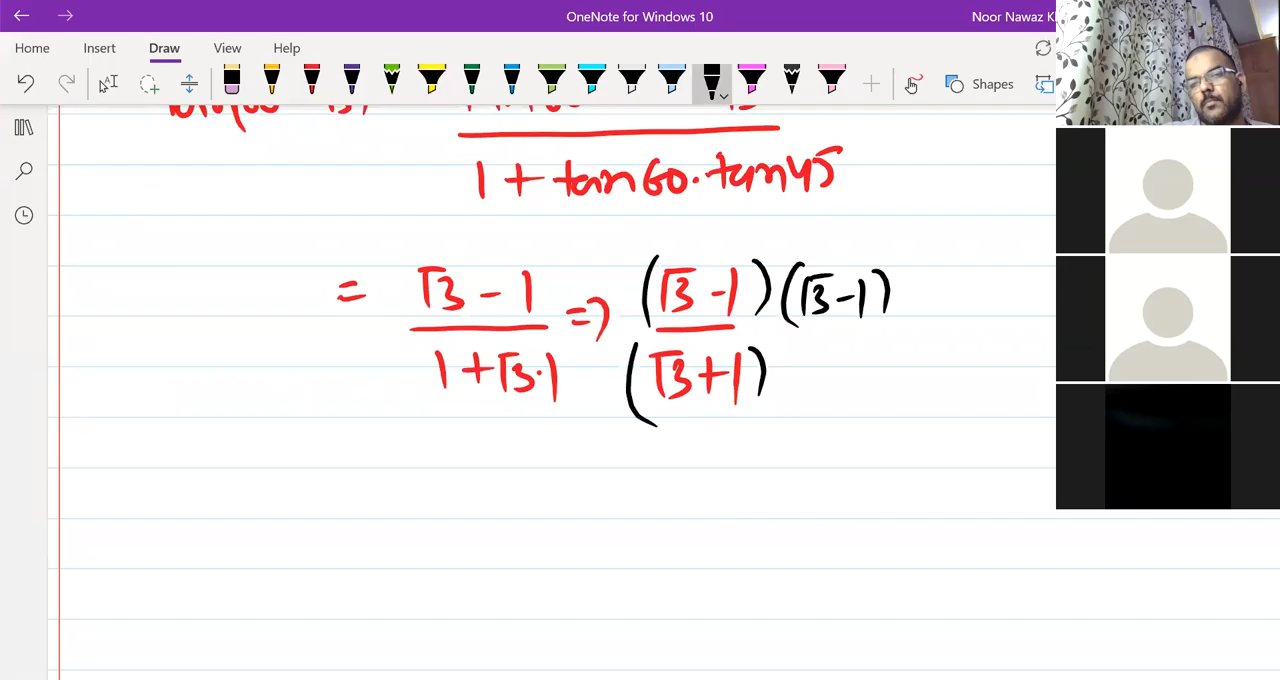 OneNote for Windows 10
Noor Nawaz K
Home Insert Draw View Help
Shapes
1 + tan60·tan45
= √3 - 1 => (√3 - 1)(√3 - 1)
1 + √3·1 (√3 + 1)